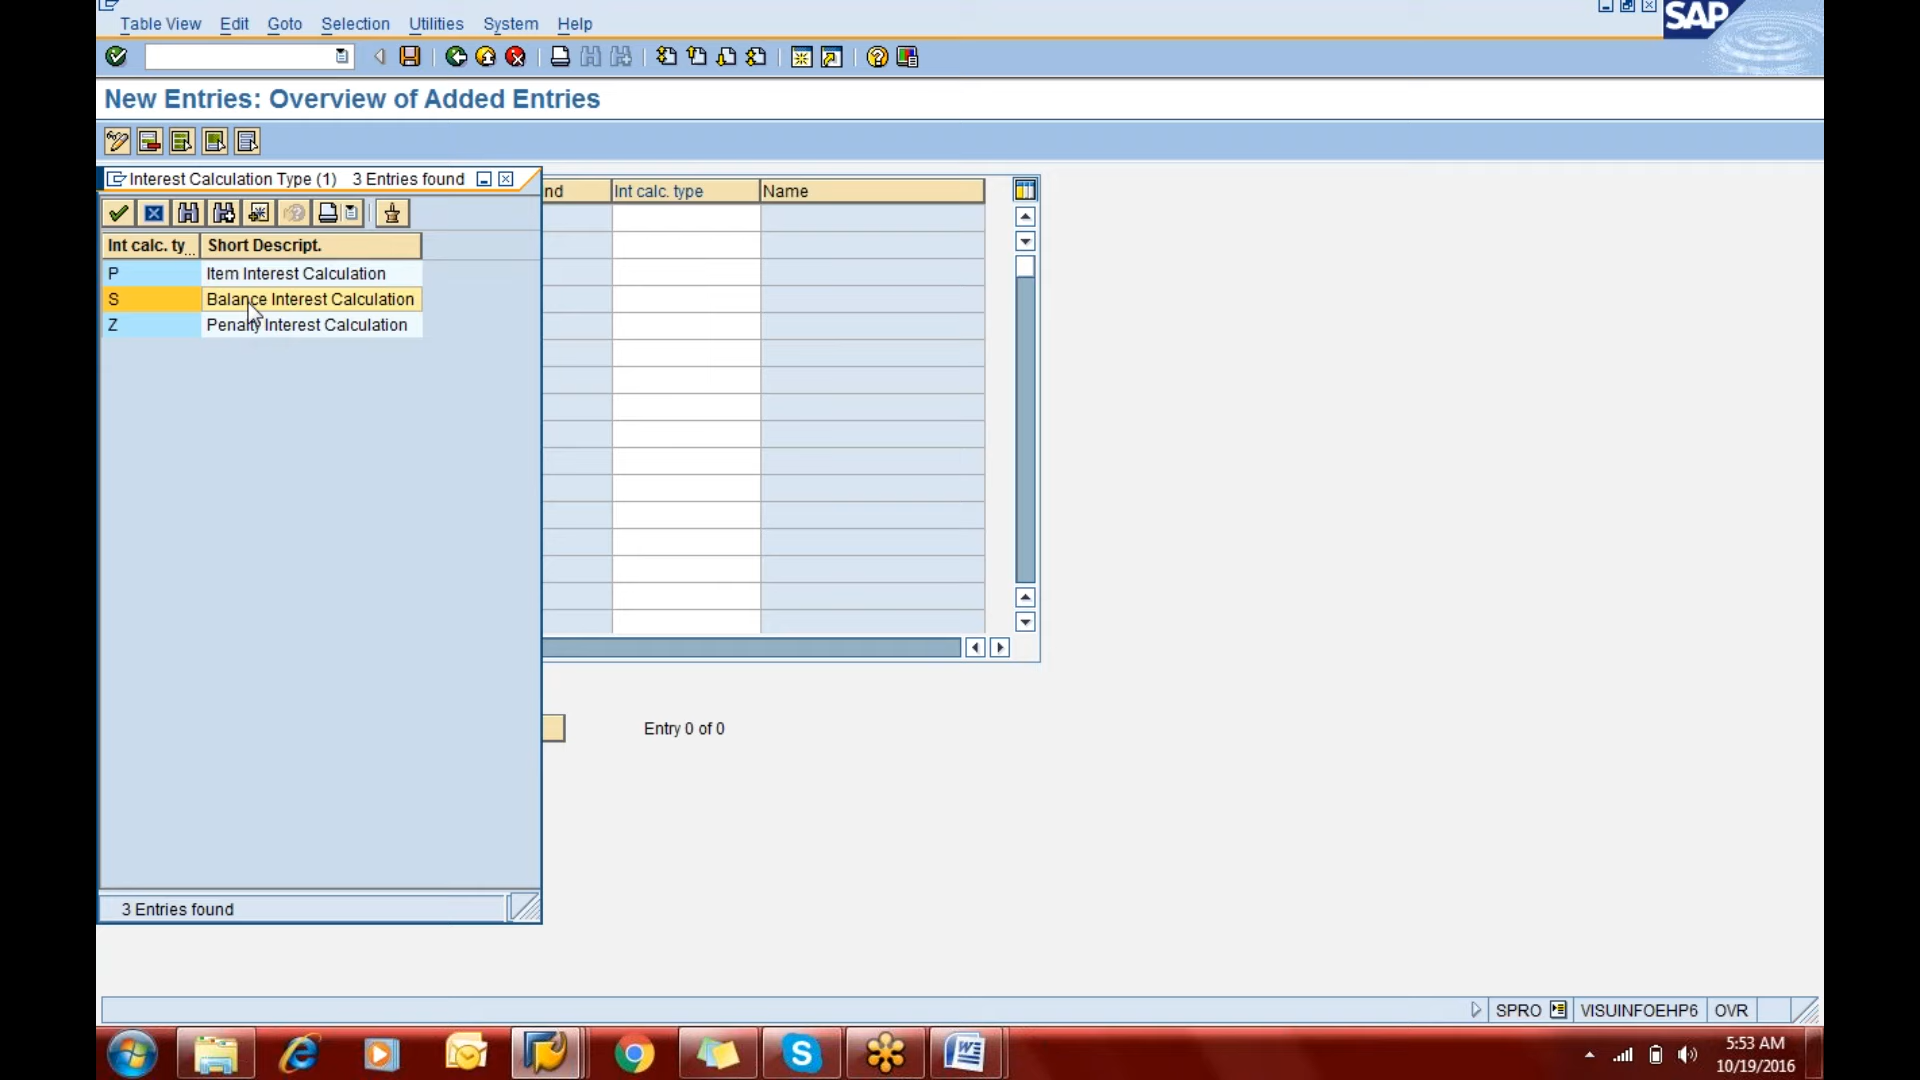 Table View Edit Goto Selection Utilities System Help
SAP
New Entries: Overview of Added Entries
Interest Calculation Type (1) 3 Entries found
nd Int calc. type Name
Int calc. ty... Short Descript.
P Item Interest Calculation
S Balance Interest Calculation
Z Penalty Interest Calculation
Entry 0 of 0
3 Entries found
SPRO VISUINFOEHP6 OVR
5:53 AM
10/19/2016